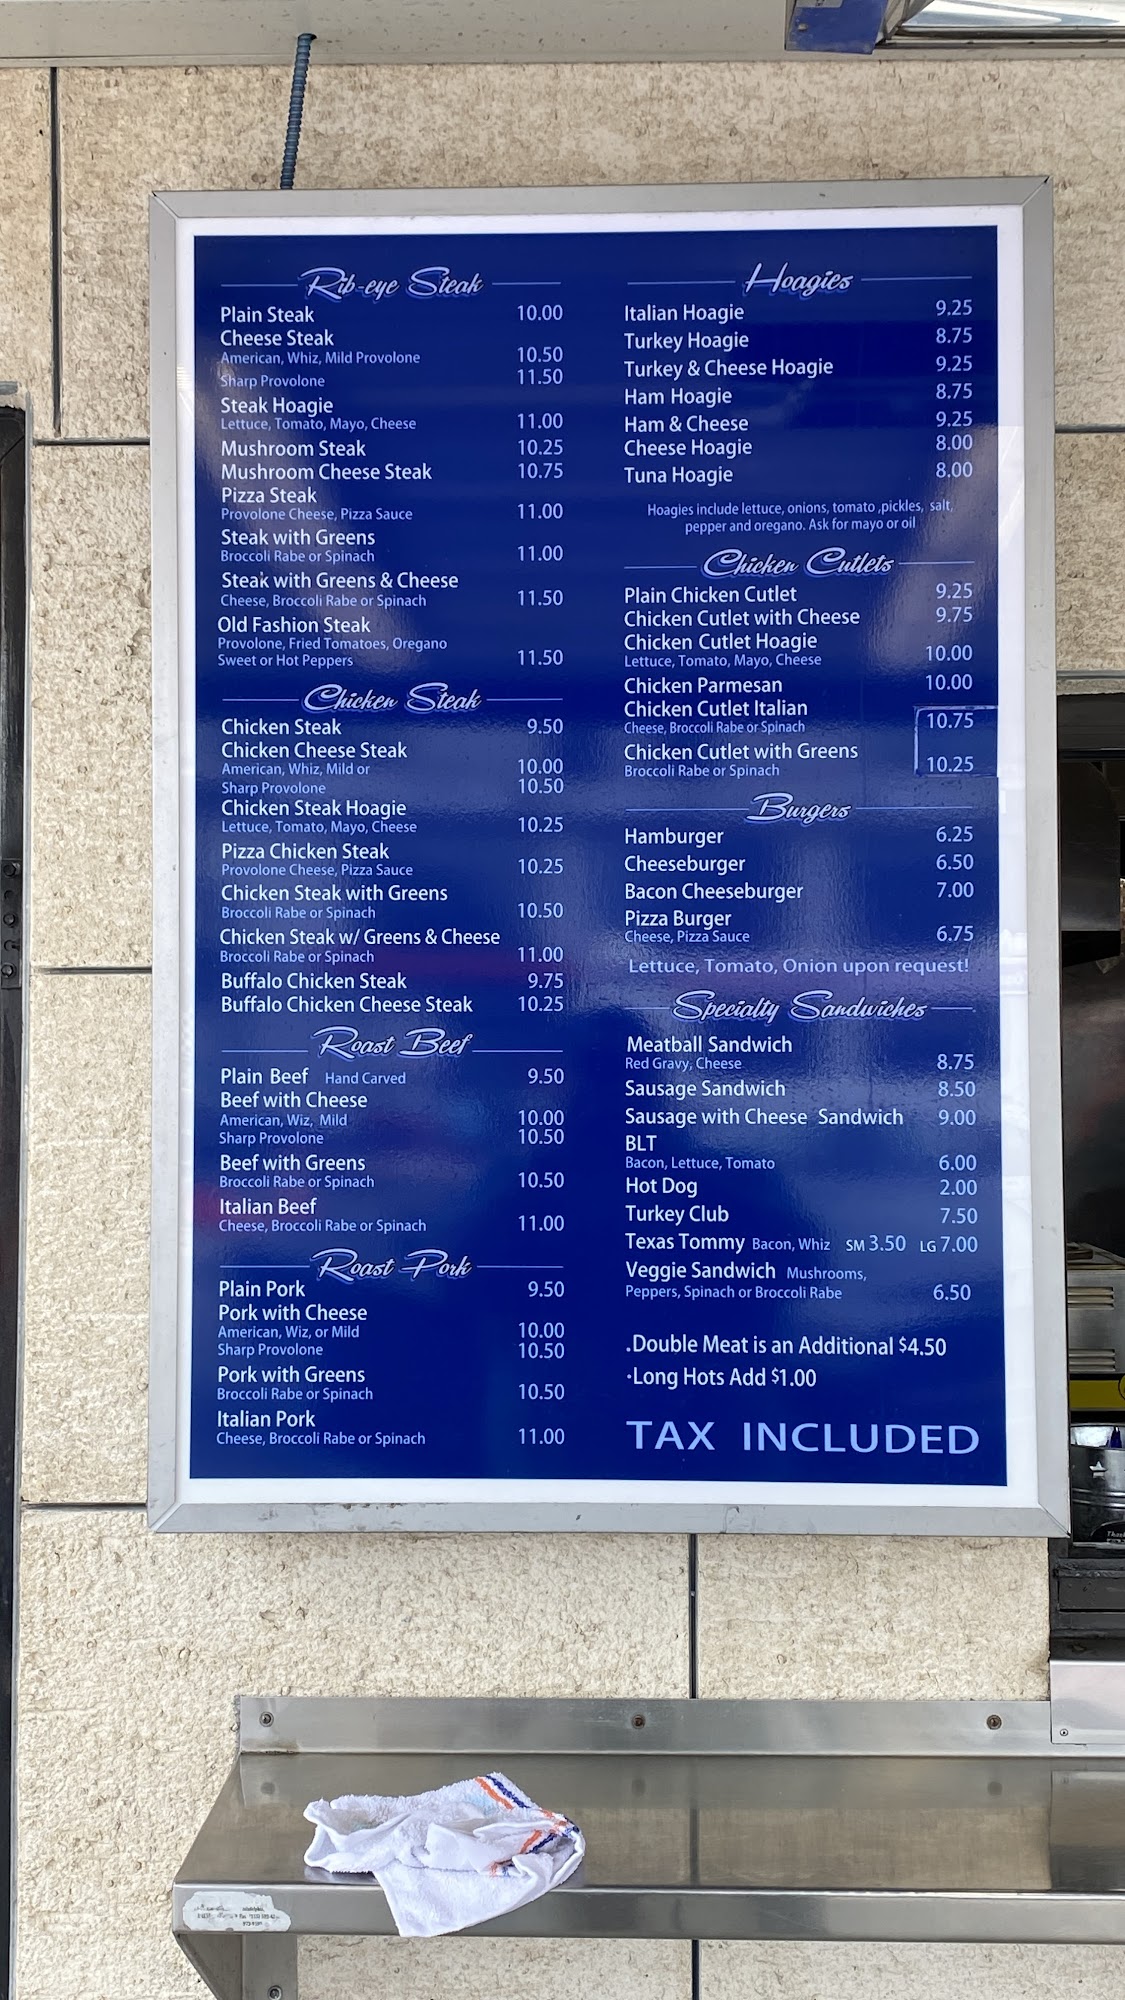 Rib-eye Steak
Plain Steak 10.00
Cheese Steak
American, Whiz, Mild Provolone 10.50
Sharp Provolone 11.50
Steak Hoagie
Lettuce, Tomato, Mayo, Cheese 11.00
Mushroom Steak 10.25
Mushroom Cheese Steak 10.75
Pizza Steak
Provolone Cheese, Pizza Sauce 11.00
Steak with Greens
Broccoli Rabe or Spinach 11.00
Steak with Greens & Cheese
Cheese, Broccoli Rabe or Spinach 11.50
Old Fashion Steak
Provolone, Fried Tomatoes, Oregano
Sweet or Hot Peppers 11.50
Chicken Steak
Chicken Steak 9.50
Chicken Cheese Steak
American, Whiz, Mild or 10.00
Sharp Provolone 10.50
Chicken Steak Hoagie
Lettuce, Tomato, Mayo, Cheese 10.25
Pizza Chicken Steak
Provolone Cheese, Pizza Sauce 10.25
Chicken Steak with Greens
Broccoli Rabe or Spinach 10.50
Chicken Steak w/ Greens & Cheese
Broccoli Rabe or Spinach 11.00
Buffalo Chicken Steak 9.75
Buffalo Chicken Cheese Steak 10.25
Roast Beef
Plain Beef Hand Carved 9.50
Beef with Cheese
American, Wiz, Mild 10.00
Sharp Provolone 10.50
Beef with Greens
Broccoli Rabe or Spinach 10.50
Italian Beef
Cheese, Broccoli Rabe or Spinach 11.00
Roast Pork
Plain Pork 9.50
Pork with Cheese
American, Wiz, or Mild 10.00
Sharp Provolone 10.50
Pork with Greens
Broccoli Rabe or Spinach 10.50
Italian Pork
Cheese, Broccoli Rabe or Spinach 11.00
Hoagies
Italian Hoagie 9.25
Turkey Hoagie 8.75
Turkey & Cheese Hoagie 9.25
Ham Hoagie 8.75
Ham & Cheese 9.25
Cheese Hoagie 8.00
Tuna Hoagie 8.00
Hoagies include lettuce, onions, tomato ,pickles, salt,
pepper and oregano. Ask for mayo or oil
Chicken Cutlets
Plain Chicken Cutlet 9.25
Chicken Cutlet with Cheese 9.75
Chicken Cutlet Hoagie
Lettuce, Tomato, Mayo, Cheese 10.00
Chicken Parmesan 10.00
Chicken Cutlet Italian
Cheese, Broccoli Rabe or Spinach 10.75
Chicken Cutlet with Greens
Broccoli Rabe or Spinach 10.25
Burgers
Hamburger 6.25
Cheeseburger 6.50
Bacon Cheeseburger 7.00
Pizza Burger
Cheese, Pizza Sauce 6.75
Lettuce, Tomato, Onion upon request!
Specialty Sandwiches
Meatball Sandwich
Red Gravy, Cheese 8.75
Sausage Sandwich 8.50
Sausage with Cheese Sandwich 9.00
BLT
Bacon, Lettuce, Tomato 6.00
Hot Dog 2.00
Turkey Club 7.50
Texas Tommy Bacon, Whiz SM 3.50 LG 7.00
Veggie Sandwich Mushrooms,
Peppers, Spinach or Broccoli Rabe 6.50
.Double Meat is an Additional $4.50
·Long Hots Add $1.00
TAX INCLUDED